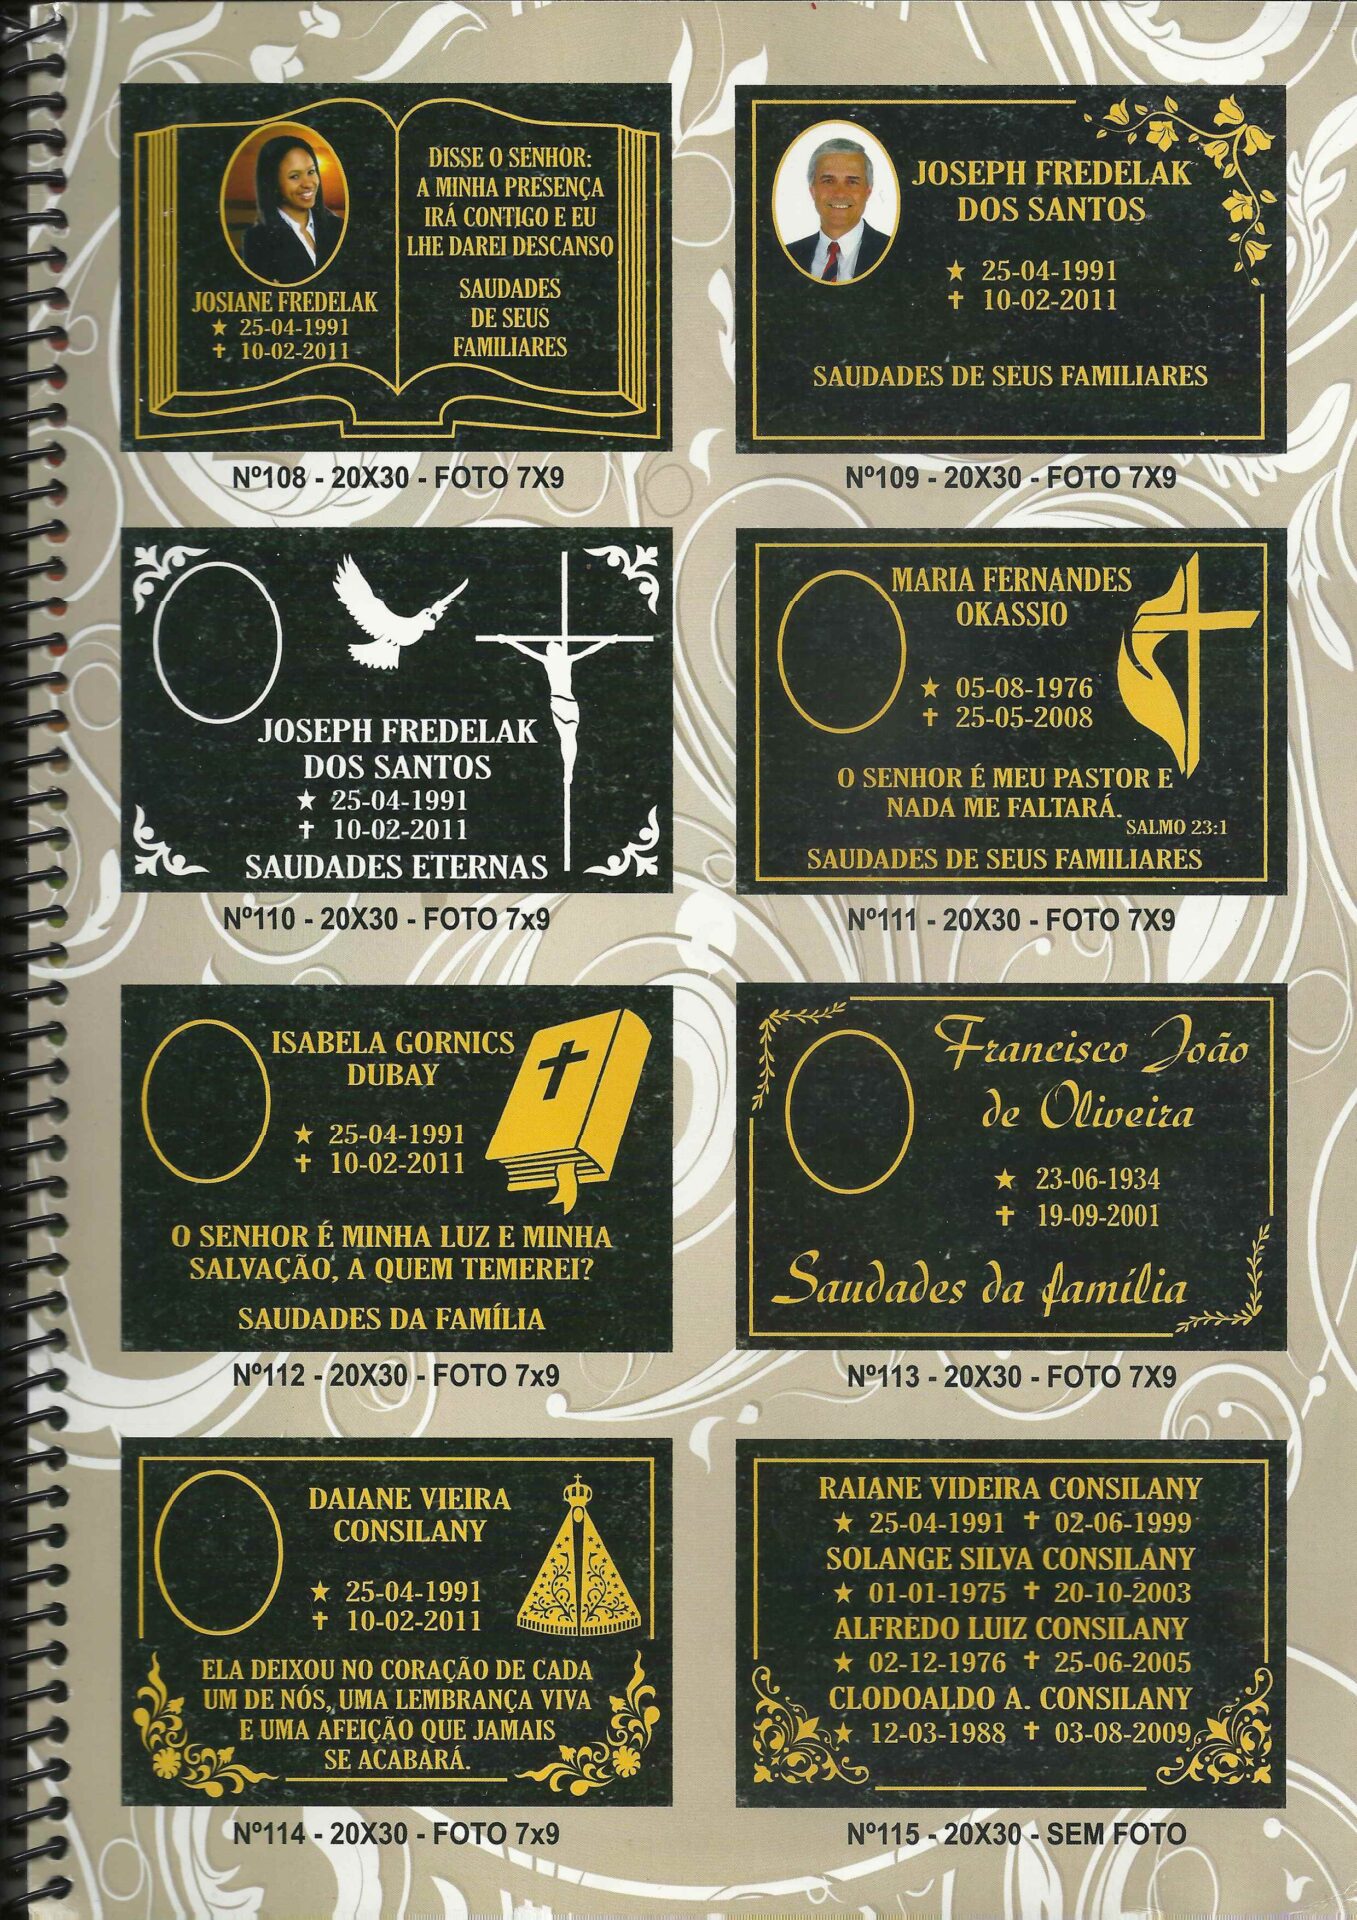 JOSIANE FREDELAK
★ 25-04-1991
✝ 10-02-2011
DISSE O SENHOR:
A MINHA PRESENÇA
IRÁ CONTIGO E EU
LHE DAREI DESCANSO
SAUDADES
DE SEUS
FAMILIARES
Nº108 - 20X30 - FOTO 7X9
JOSEPH FREDELAK
DOS SANTOS
★ 25-04-1991
✝ 10-02-2011
SAUDADES DE SEUS FAMILIARES
Nº109 - 20X30 - FOTO 7X9
JOSEPH FREDELAK
DOS SANTOS
★ 25-04-1991
✝ 10-02-2011
SAUDADES ETERNAS
Nº110 - 20X30 - FOTO 7x9
MARIA FERNANDES
OKASSIO
★ 05-08-1976
✝ 25-05-2008
O SENHOR É MEU PASTOR E
NADA ME FALTARÁ.
SALMO 23:1
SAUDADES DE SEUS FAMILIARES
Nº111 - 20X30 - FOTO 7X9
ISABELA GORNICS
DUBAY
★ 25-04-1991
✝ 10-02-2011
O SENHOR É MINHA LUZ E MINHA
SALVAÇÃO, A QUEM TEMEREI?
SAUDADES DA FAMÍLIA
Nº112 - 20X30 - FOTO 7x9
Francisco João
de Oliveira
★ 23-06-1934
✝ 19-09-2001
Saudades da família
Nº113 - 20X30 - FOTO 7X9
DAIANE VIEIRA
CONSILANY
★ 25-04-1991
✝ 10-02-2011
ELA DEIXOU NO CORAÇÃO DE CADA
UM DE NÓS, UMA LEMBRANÇA VIVA
E UMA AFEIÇÃO QUE JAMAIS
SE ACABARÁ.
Nº114 - 20X30 - FOTO 7x9
RAIANE VIDEIRA CONSILANY
★ 25-04-1991 ✝ 02-06-1999
SOLANGE SILVA CONSILANY
★ 01-01-1975 ✝ 20-10-2003
ALFREDO LUIZ CONSILANY
★ 02-12-1976 ✝ 25-06-2005
CLODOALDO A. CONSILANY
★ 12-03-1988 ✝ 03-08-2009
Nº115 - 20X30 - SEM FOTO